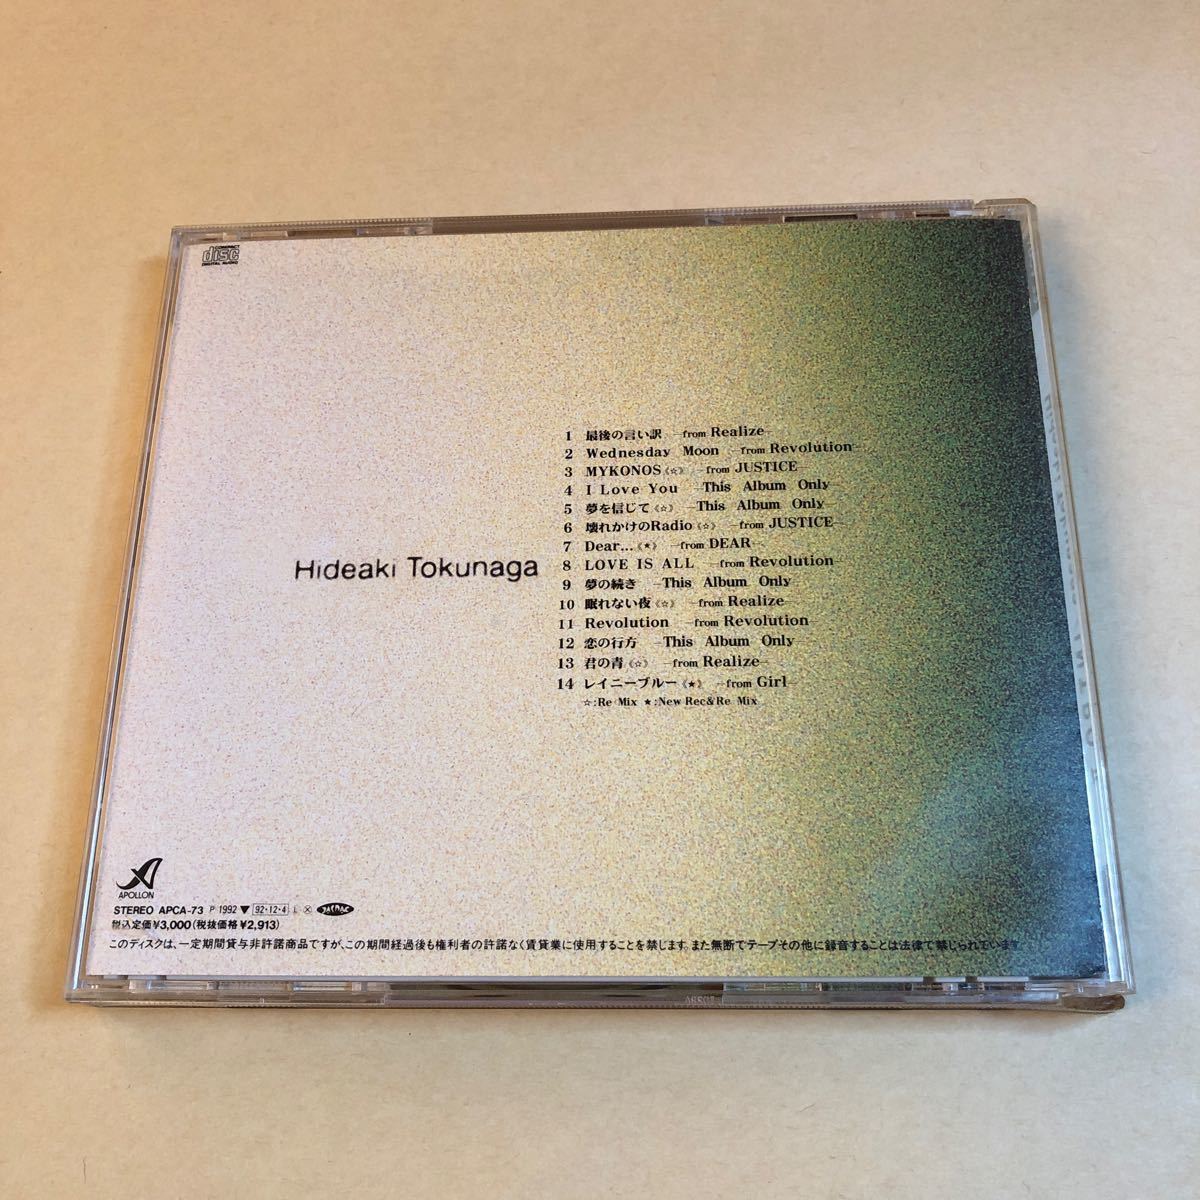 COMPACT
disc
DIGITAL AUDIO
Hideaki Tokunaga
1 最後の言い訳 —from Realize—
2 Wednesday Moon —from Revolution—
3 MYKONOS《☆》 —from JUSTICE—
4 I Love You —This Album Only
5 夢を信じて《☆》 —This Album Only
6 壊れかけのRadio《☆》 —from JUSTICE—
7 Dear...《★》 —from DEAR—
8 LOVE IS ALL —from Revolution—
9 夢の続き —This Album Only
10 眠れない夜《☆》 —from Realize—
11 Revolution —from Revolution—
12 恋の行方 —This Album Only
13 君の青《☆》 —from Realize—
14 レイニーブルー《★》 —from Girl—
☆:Re Mix ★:New Rec&Re Mix
APOLLON
STEREO APCA-73 P 1992 ▼ 92·12·4 L Ⓧ JASRAC
税込定価¥3,000(税抜価格¥2,913)
このディスクは、一定期間貸与非許諾商品ですが、この期間経過後も権利者の許諾なく賃貸業に使用することを禁じます。また無断でテープその他に録音することは法律で禁じられています。